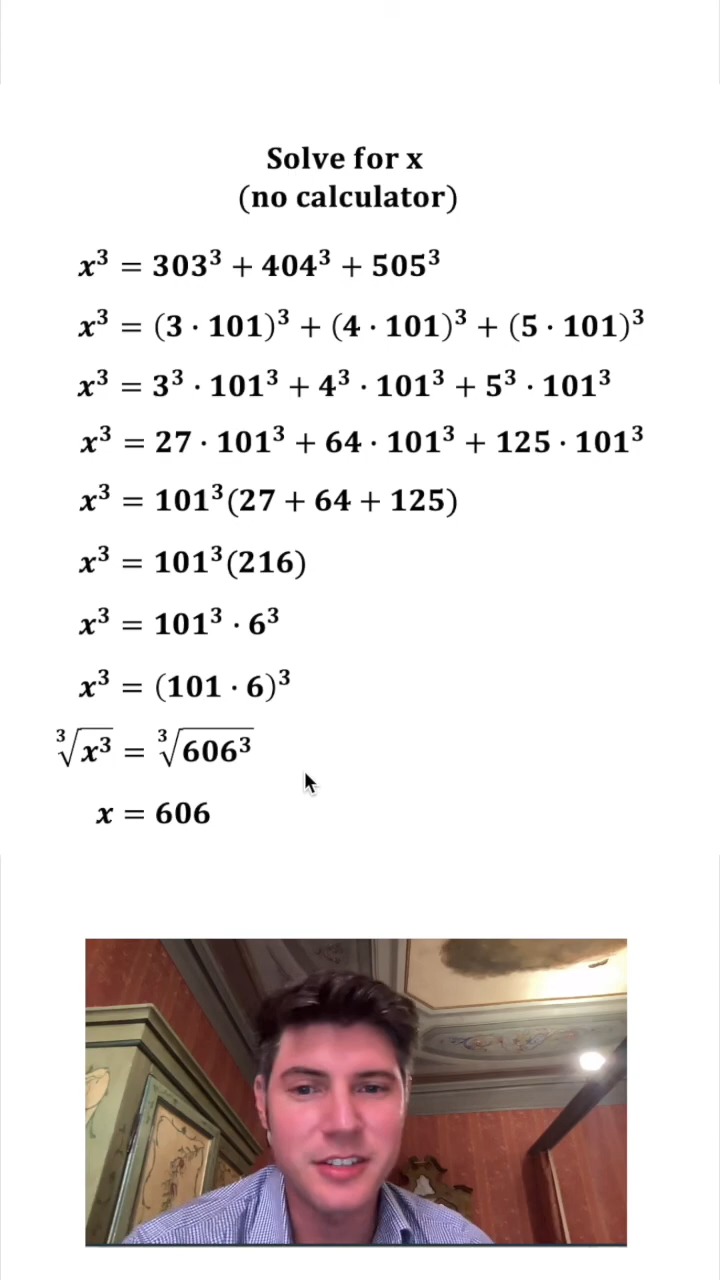 Solve for x
(no calculator)
x³ = 303³ + 404³ + 505³
x³ = (3 · 101)³ + (4 · 101)³ + (5 · 101)³
x³ = 3³ · 101³ + 4³ · 101³ + 5³ · 101³
x³ = 27 · 101³ + 64 · 101³ + 125 · 101³
x³ = 101³(27 + 64 + 125)
x³ = 101³(216)
x³ = 101³ · 6³
x³ = (101 · 6)³
∛x³ = ∛606³
x = 606